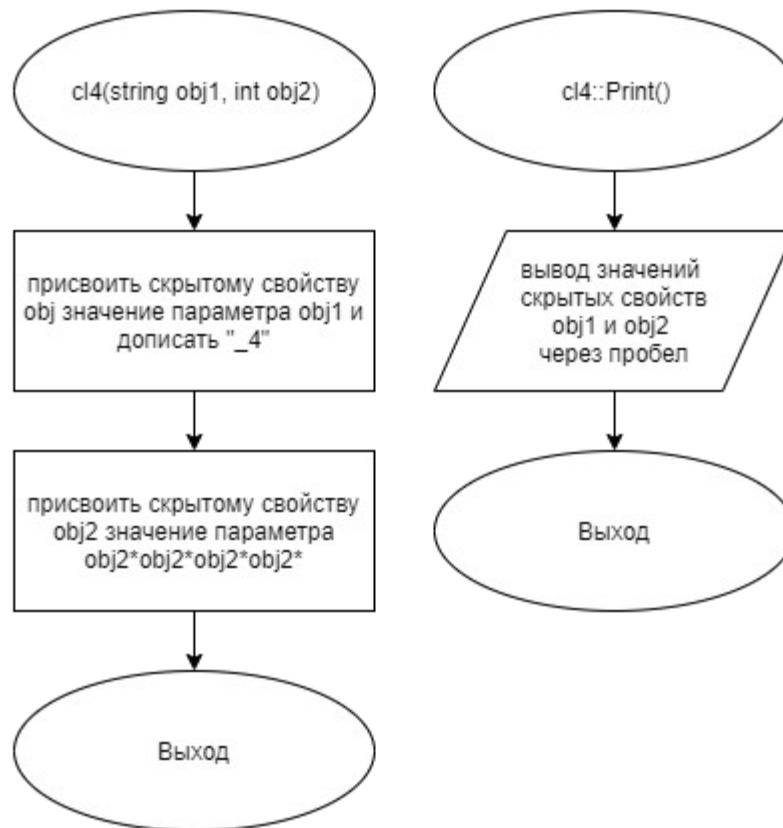 cl4(string obj1, int obj2)
присвоить скрытому свойству
obj значение параметра obj1 и
дописать "_4"
присвоить скрытому свойству
obj2 значение параметра
obj2*obj2*obj2*obj2*
Выход
cl4::Print()
вывод значений
скрытых свойств
obj1 и obj2
через пробел
Выход